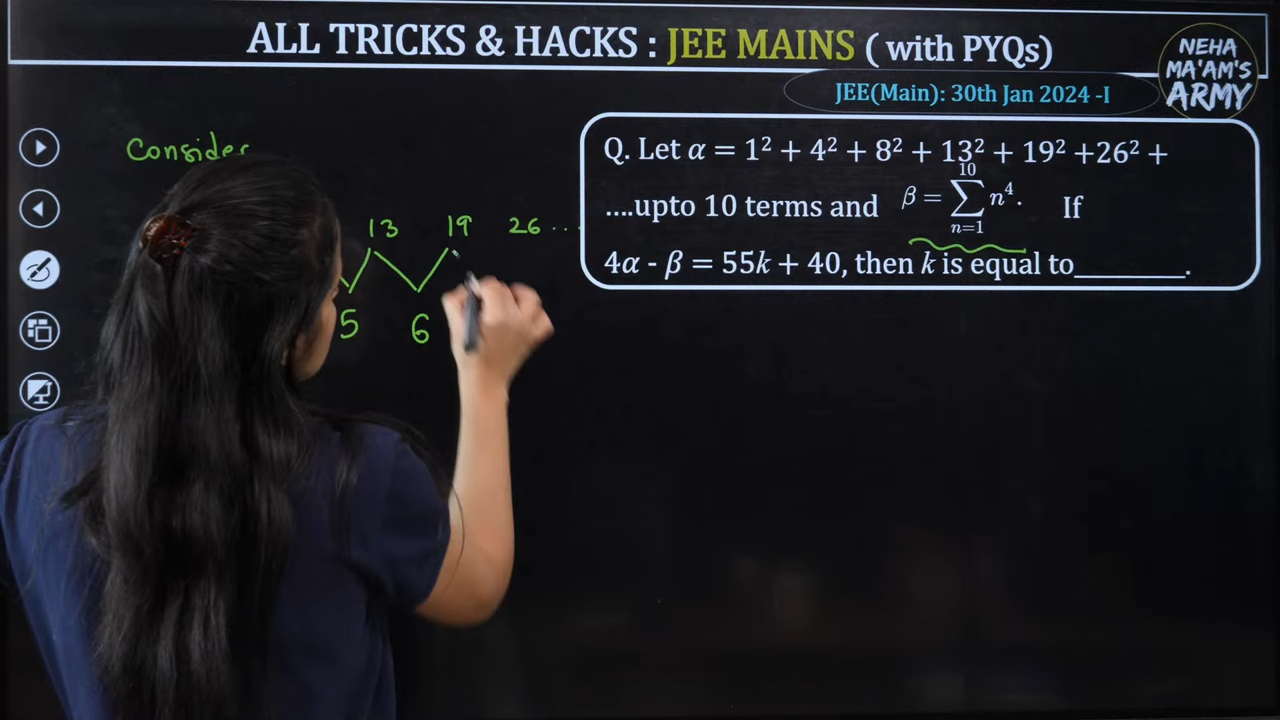 ALL TRICKS & HACKS : JEE MAINS ( with PYQs)
NEHA
MA'AM'S
ARMY
JEE(Main): 30th Jan 2024 -I
Consider
Q. Let α = 1² + 4² + 8² + 13² + 19² +26² +
....upto 10 terms and β = \sum_{n=1}^{10} n⁴. If
4α - β = 55k + 40, then k is equal to________.
13 19 26 ...
5 6